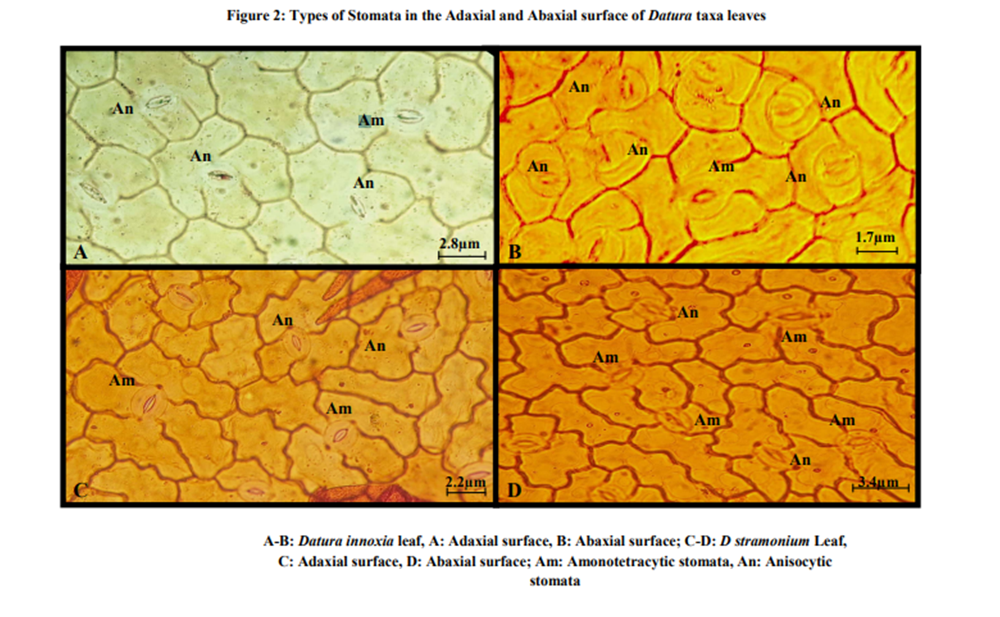 Figure 2: Types of Stomata in the Adaxial and Abaxial surface of Datura taxa leaves
An
Am
An
An
2.8µm
A
An
An
An
An
Am
An
1.7µm
B
An
An
Am
Am
2.2µm
C
An
Am
Am
Am
Am
An
3.4µm
D
A-B: Datura innoxia leaf, A: Adaxial surface, B: Abaxial surface; C-D: D stramonium Leaf,
C: Adaxial surface, D: Abaxial surface; Am: Amonotetracytic stomata, An: Anisocytic
stomata